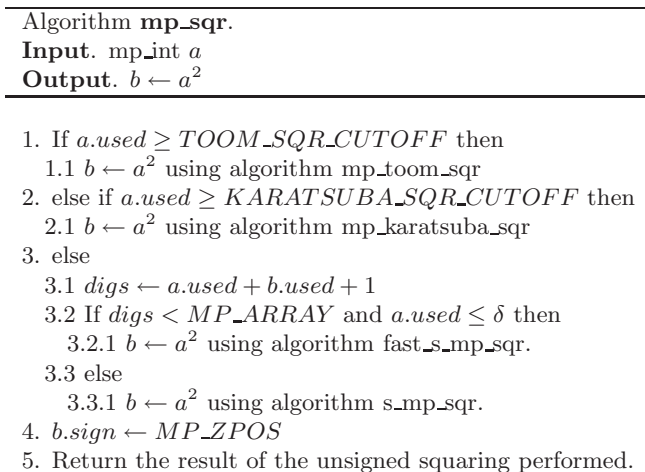 Algorithm mp_sqr.
Input. mp_int a
Output. b ← a²
1. If a.used ≥ TOOM_SQR_CUTOFF then
1.1 b ← a² using algorithm mp_toom_sqr
2. else if a.used ≥ KARATSUBA_SQR_CUTOFF then
2.1 b ← a² using algorithm mp_karatsuba_sqr
3. else
3.1 digs ← a.used + b.used + 1
3.2 If digs < MP_ARRAY and a.used ≤ δ then
3.2.1 b ← a² using algorithm fast_s_mp_sqr.
3.3 else
3.3.1 b ← a² using algorithm s_mp_sqr.
4. b.sign ← MP_ZPOS
5. Return the result of the unsigned squaring performed.